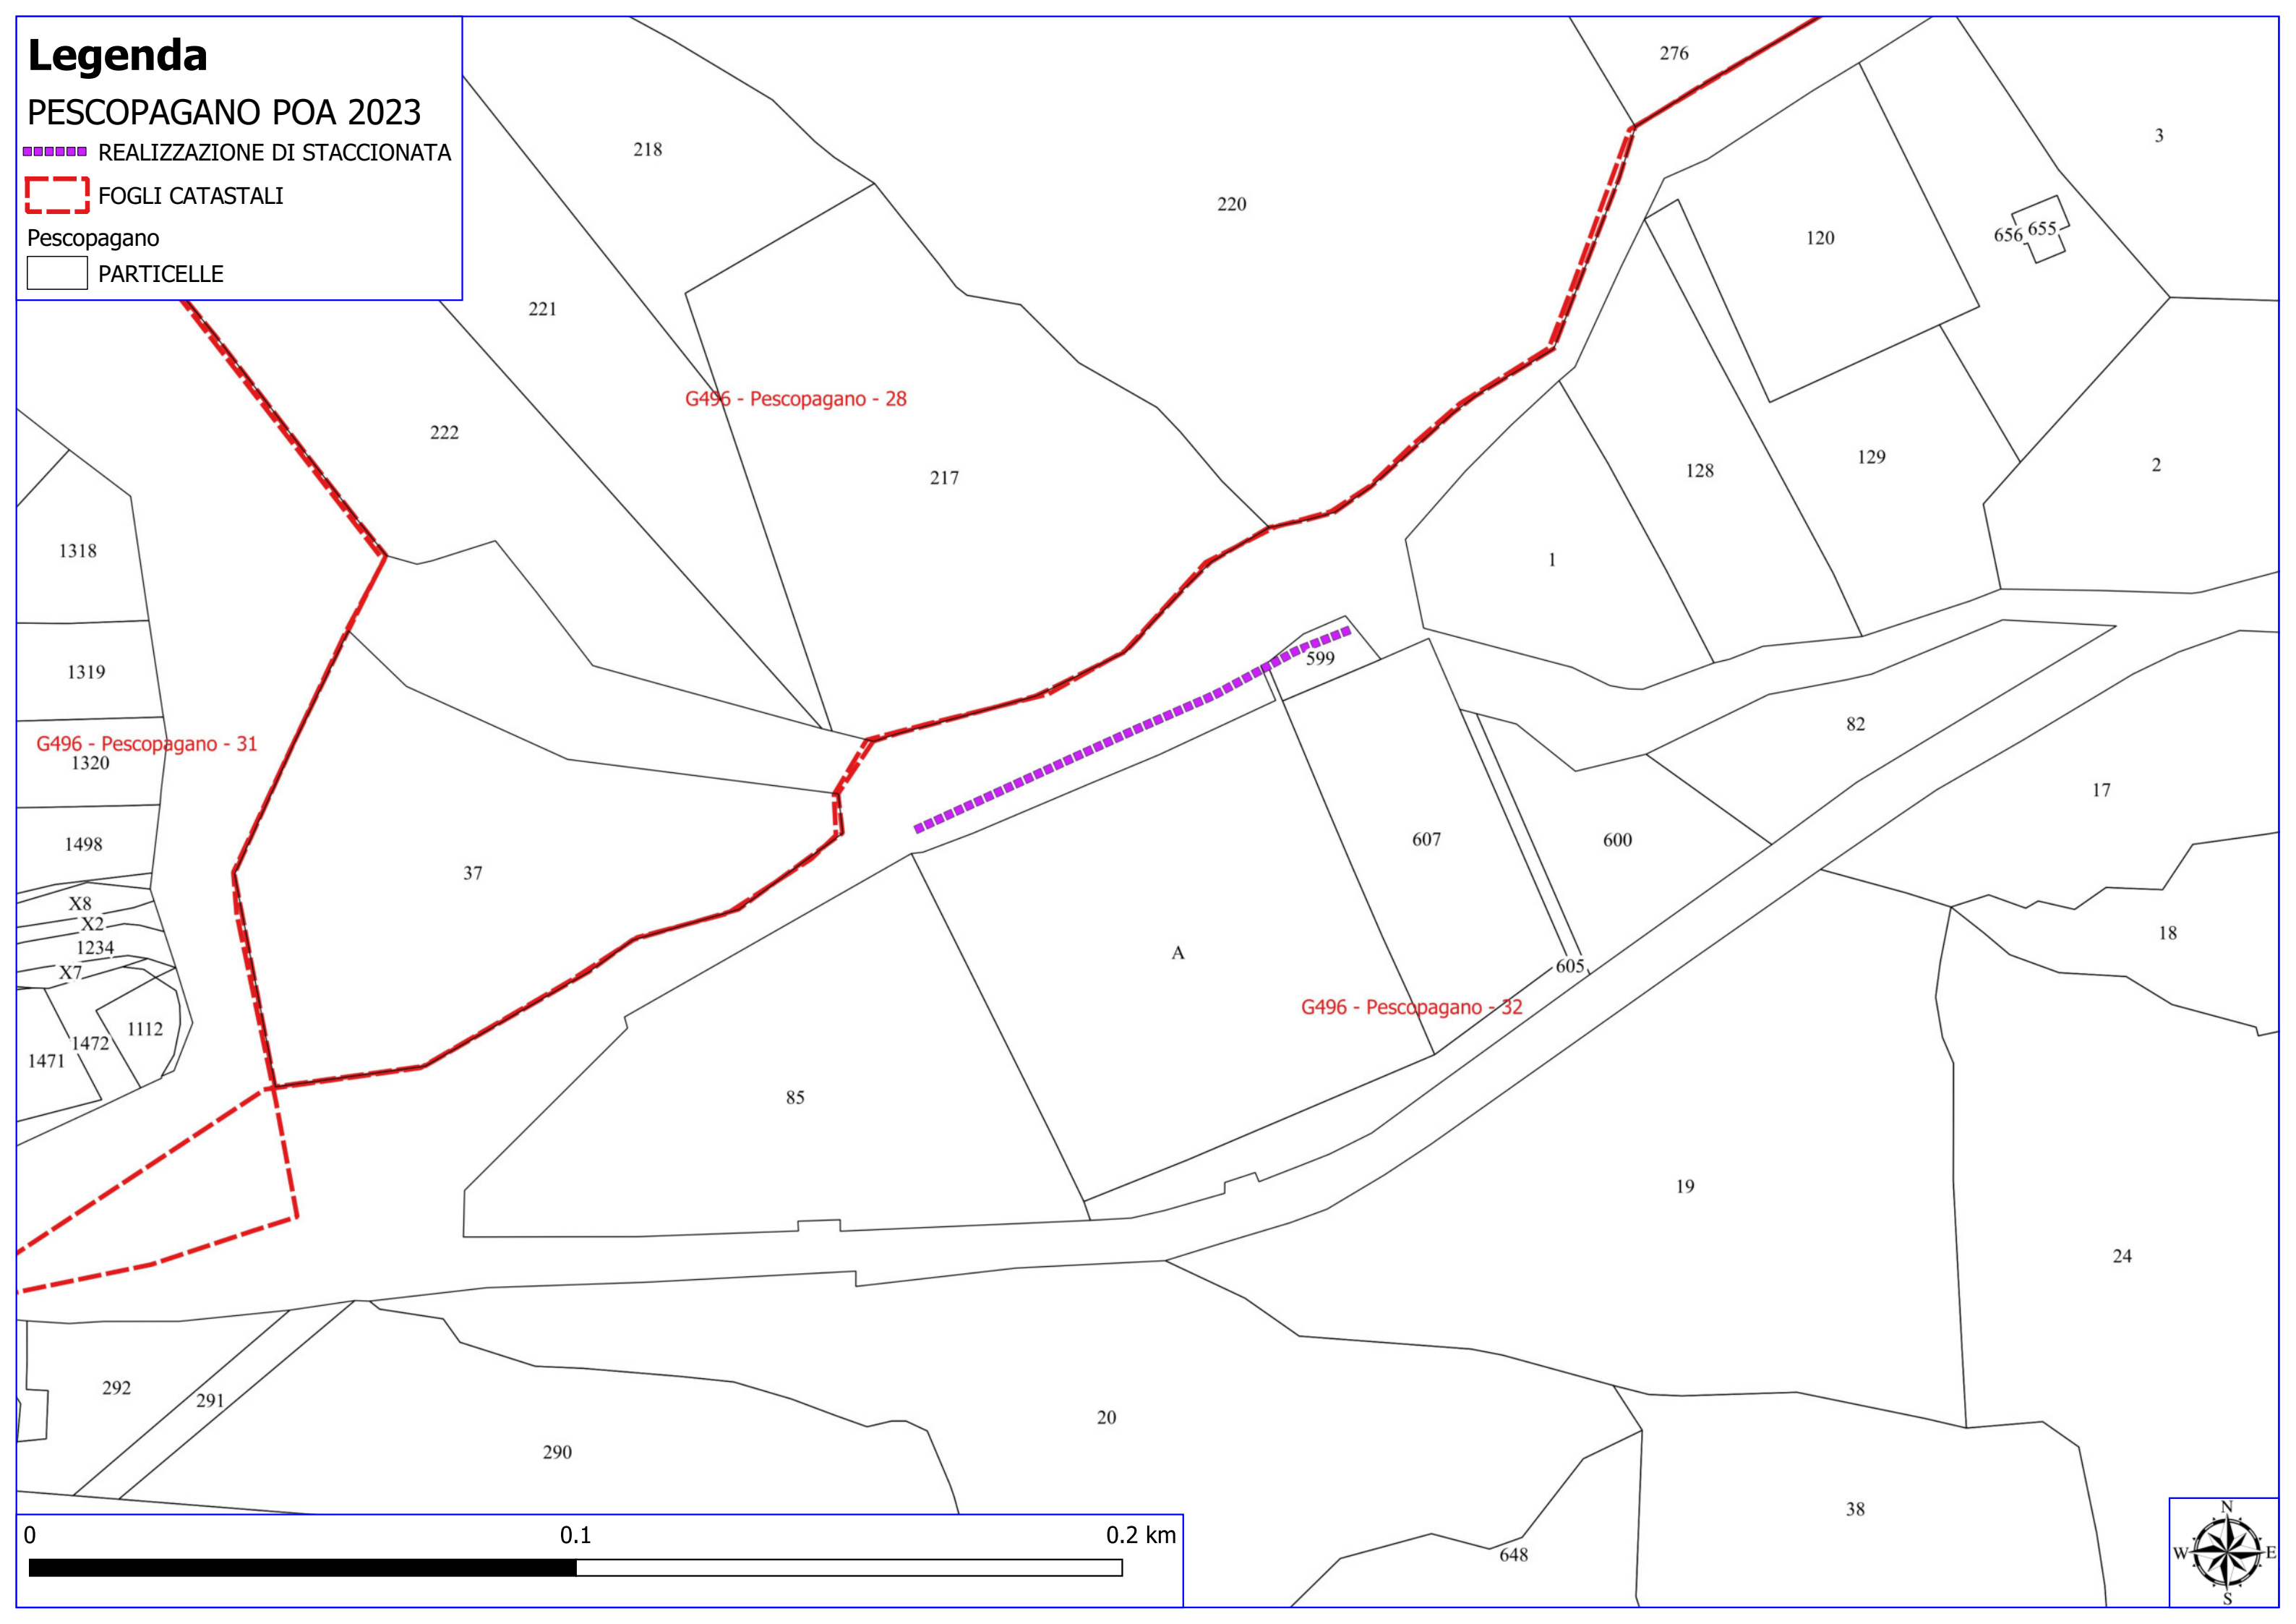 Legenda
PESCOPAGANO POA 2023
REALIZZAZIONE DI STACCIONATA
FOGLI CATASTALI
Pescopagano
PARTICELLE
276
3
218
220
120
656 655
221
G496 - Pescopagano - 28
222
217
128
129
2
1318
1
1319
599
G496 - Pescopagano - 31
1320
82
17
1498
37
607
600
X8
X2
1234
X7
A
605
18
G496 - Pescopagano - 32
1112
1472
1471
85
19
24
292
291
20
290
38
648
0 0.1 0.2 km
N
W E
S